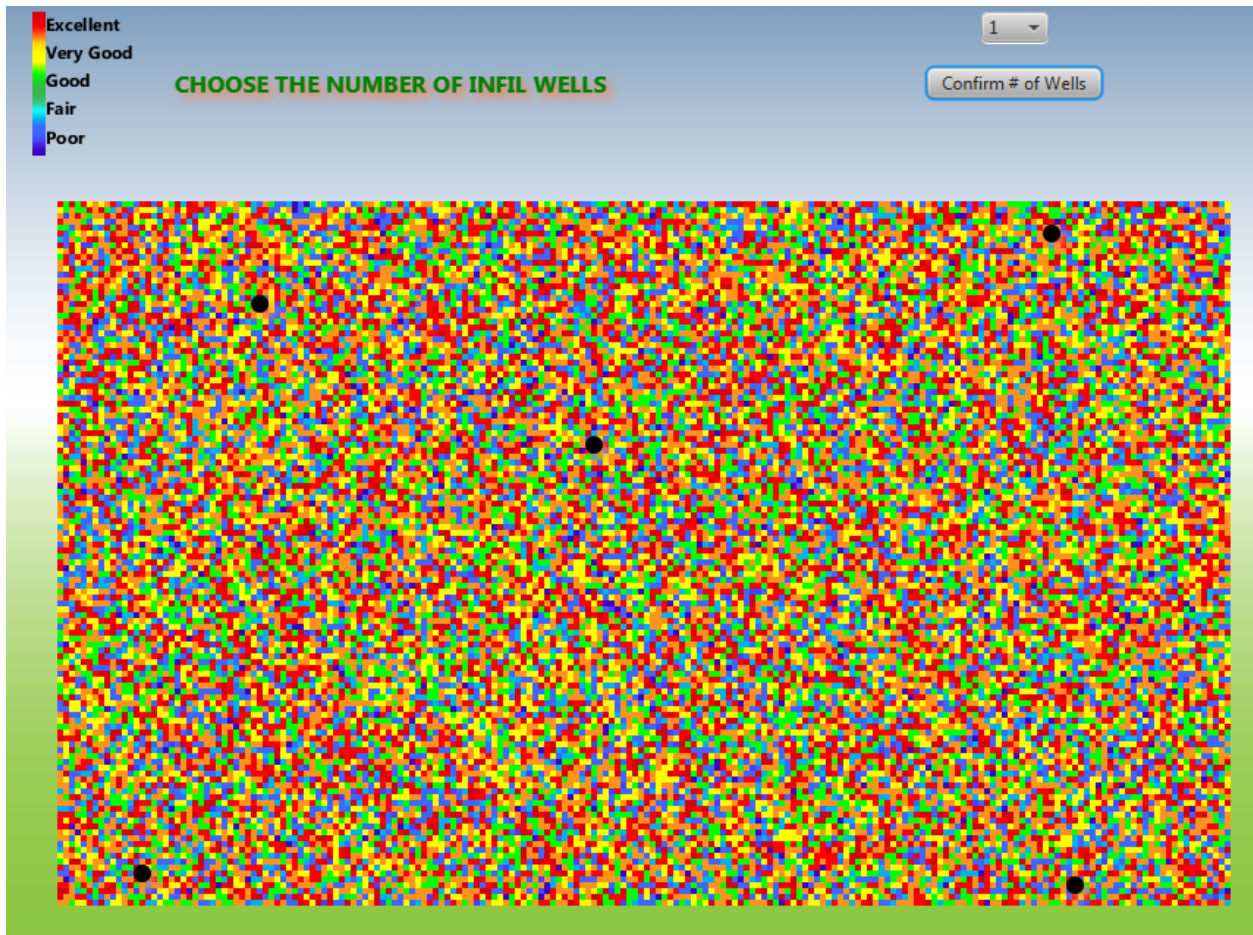 Excellent
Very Good
Good
Fair
Poor
CHOOSE THE NUMBER OF INFIL WELLS
1
Confirm # of Wells